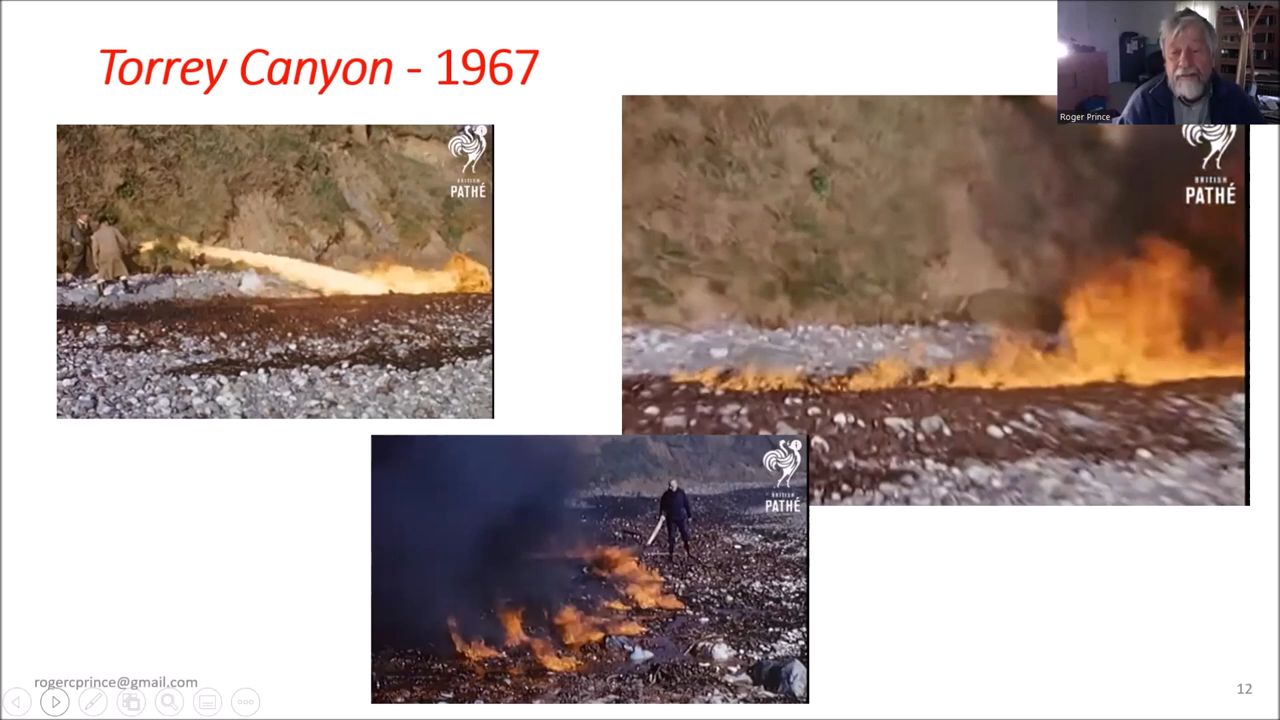 Torrey Canyon - 1967
Roger Prince
BRITISH
PATHÉ
BRITISH
PATHÉ
BRITISH
PATHÉ
rogercprince@gmail.com
12